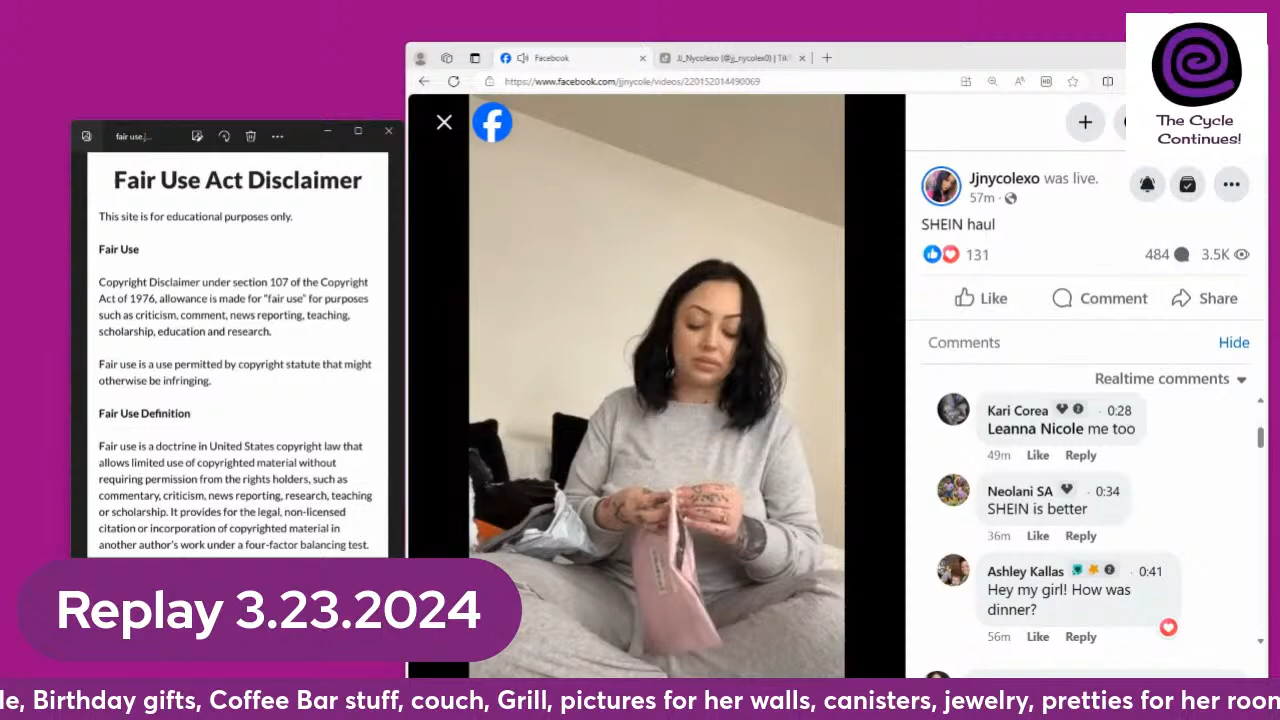 The Cycle
Continues!
Facebook
JJ_Nycolexo (@jj_nycolex0) | Tik
https://www.facebook.com/jjnycole/videos/220152014490069
fair use.j...
Fair Use Act Disclaimer
This site is for educational purposes only.
Fair Use
Copyright Disclaimer under section 107 of the Copyright
Act of 1976, allowance is made for "fair use" for purposes
such as criticism, comment, news reporting, teaching,
scholarship, education and research.
Fair use is a use permitted by copyright statute that might
otherwise be infringing.
Fair Use Definition
Fair use is a doctrine in United States copyright law that
allows limited use of copyrighted material without
requiring permission from the rights holders, such as
commentary, criticism, news reporting, research, teaching
or scholarship. It provides for the legal, non-licensed
citation or incorporation of copyrighted material in
another author's work under a four-factor balancing test.
Jjnycolexo was live.
57m
SHEIN haul
131
484 3.5K
Like Comment Share
Comments Hide
Realtime comments
Kari Corea · 0:28
Leanna Nicole me too
49m Like Reply
Neolani SA · 0:34
SHEIN is better
36m Like Reply
Ashley Kallas · 0:41
Hey my girl! How was
dinner?
56m Like Reply
Replay 3.23.2024
le, Birthday gifts, Coffee Bar stuff, couch, Grill, pictures for her walls, canisters, jewelry, pretties for her roor